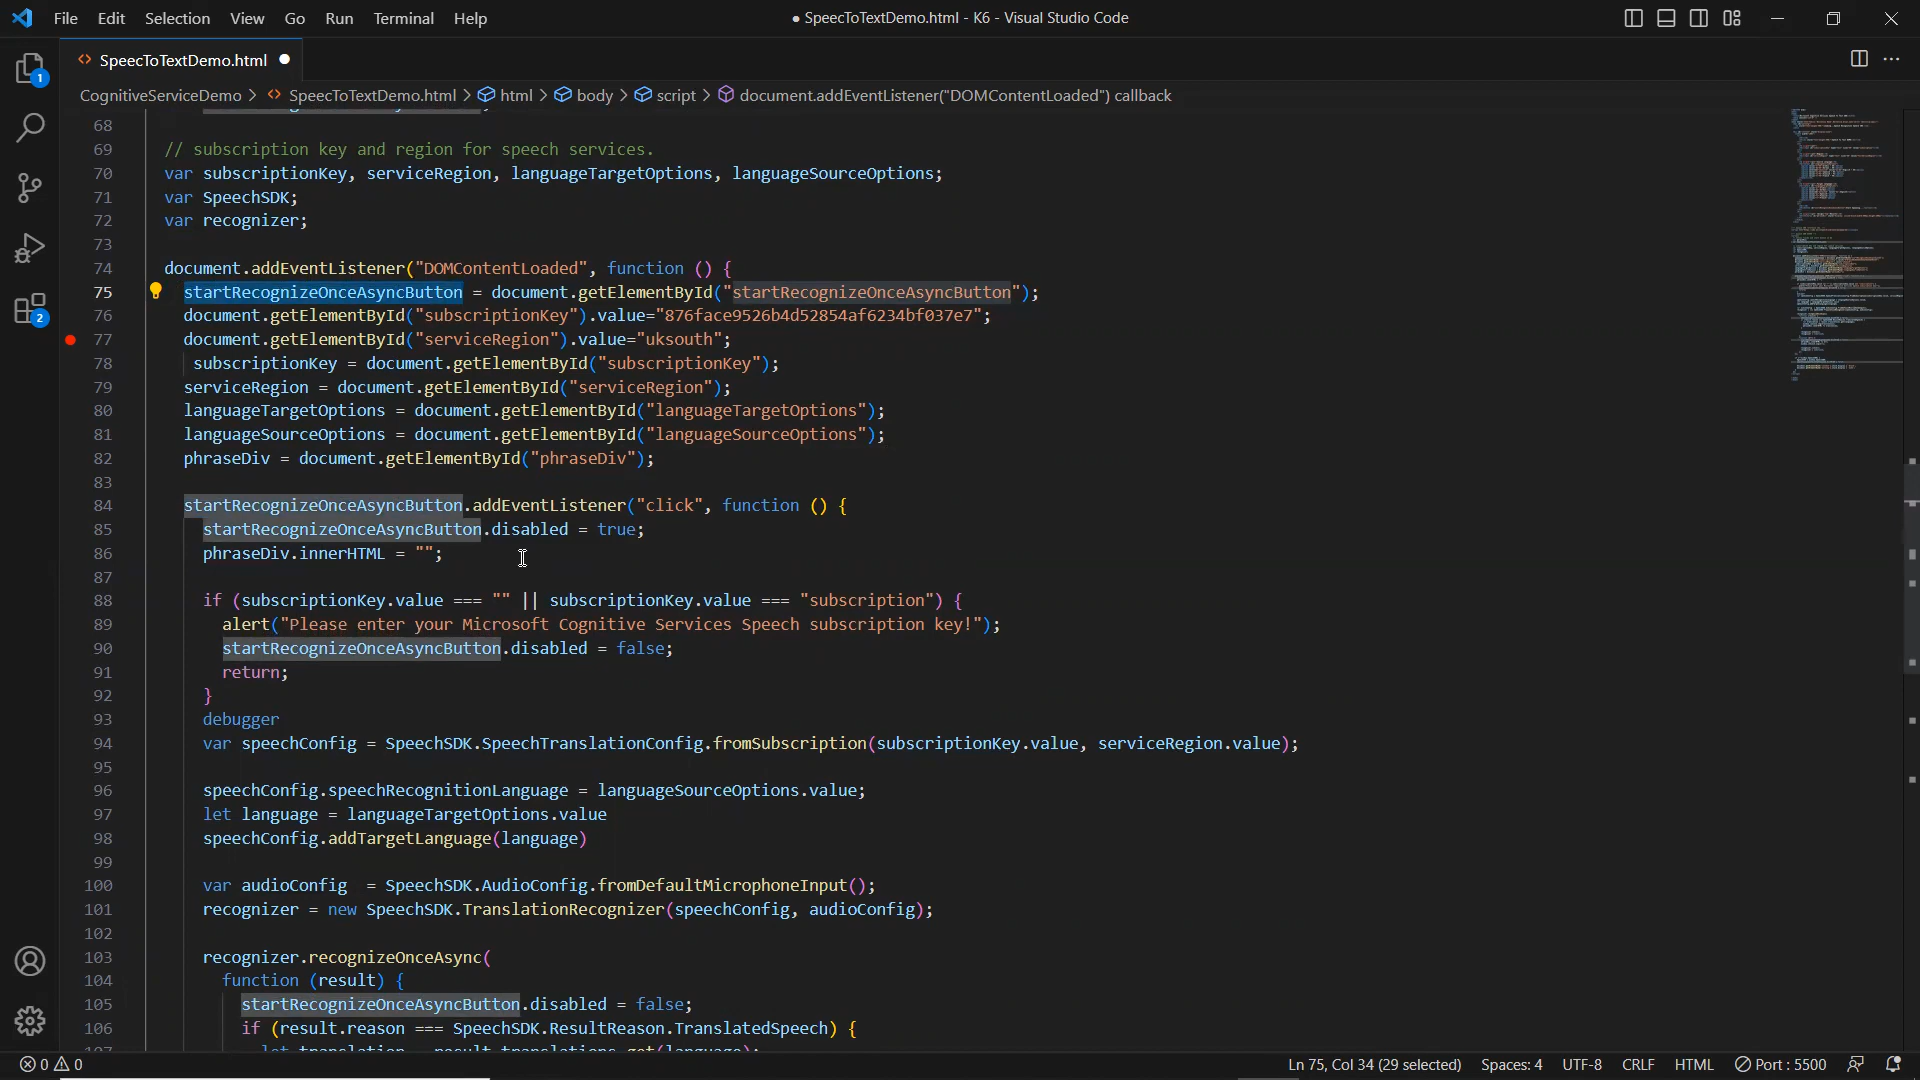 File Edit Selection View Go Run Terminal Help
● SpeecToTextDemo.html - K6 - Visual Studio Code
SpeecToTextDemo.html
CognitiveServiceDemo > SpeecToTextDemo.html > html > body > script > document.addEventListener("DOMContentLoaded") callback
1
2
68
69 // subscription key and region for speech services.
70 var subscriptionKey, serviceRegion, languageTargetOptions, languageSourceOptions;
71 var SpeechSDK;
72 var recognizer;
73
74 document.addEventListener("DOMContentLoaded", function () {
75 startRecognizeOnceAsyncButton = document.getElementById("startRecognizeOnceAsyncButton");
76 document.getElementById("subscriptionKey").value="876face9526b4d52854af6234bf037e7";
77 document.getElementById("serviceRegion").value="uksouth";
78 subscriptionKey = document.getElementById("subscriptionKey");
79 serviceRegion = document.getElementById("serviceRegion");
80 languageTargetOptions = document.getElementById("languageTargetOptions");
81 languageSourceOptions = document.getElementById("languageSourceOptions");
82 phraseDiv = document.getElementById("phraseDiv");
83
84 startRecognizeOnceAsyncButton.addEventListener("click", function () {
85 startRecognizeOnceAsyncButton.disabled = true;
86 phraseDiv.innerHTML = "";
87
88 if (subscriptionKey.value === "" || subscriptionKey.value === "subscription") {
89 alert("Please enter your Microsoft Cognitive Services Speech subscription key!");
90 startRecognizeOnceAsyncButton.disabled = false;
91 return;
92 }
93 debugger
94 var speechConfig = SpeechSDK.SpeechTranslationConfig.fromSubscription(subscriptionKey.value, serviceRegion.value);
95
96 speechConfig.speechRecognitionLanguage = languageSourceOptions.value;
97 let language = languageTargetOptions.value
98 speechConfig.addTargetLanguage(language)
99
100 var audioConfig = SpeechSDK.AudioConfig.fromDefaultMicrophoneInput();
101 recognizer = new SpeechSDK.TranslationRecognizer(speechConfig, audioConfig);
102
103 recognizer.recognizeOnceAsync(
104 function (result) {
105 startRecognizeOnceAsyncButton.disabled = false;
106 if (result.reason === SpeechSDK.ResultReason.TranslatedSpeech) {
0 0 Ln 75, Col 34 (29 selected) Spaces: 4 UTF-8 CRLF HTML Port : 5500